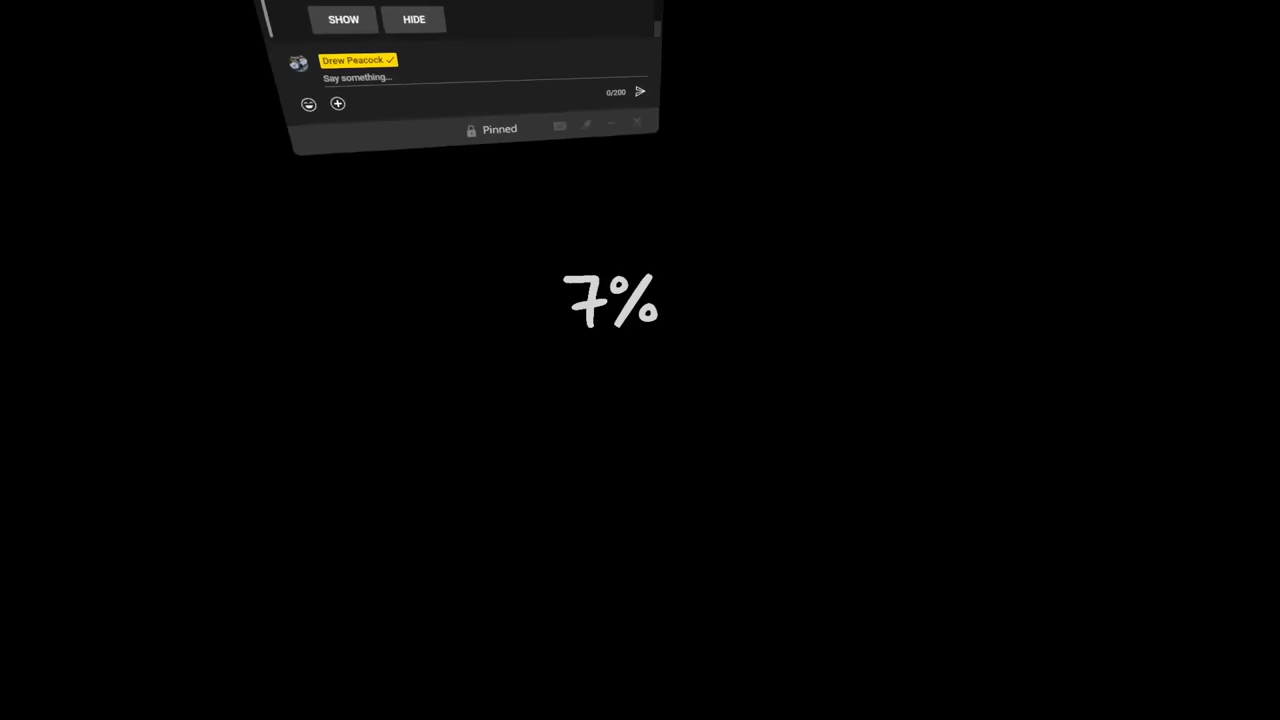 SHOW HIDE
Drew Peacock ✓
Say something...
0/200
Pinned
7%